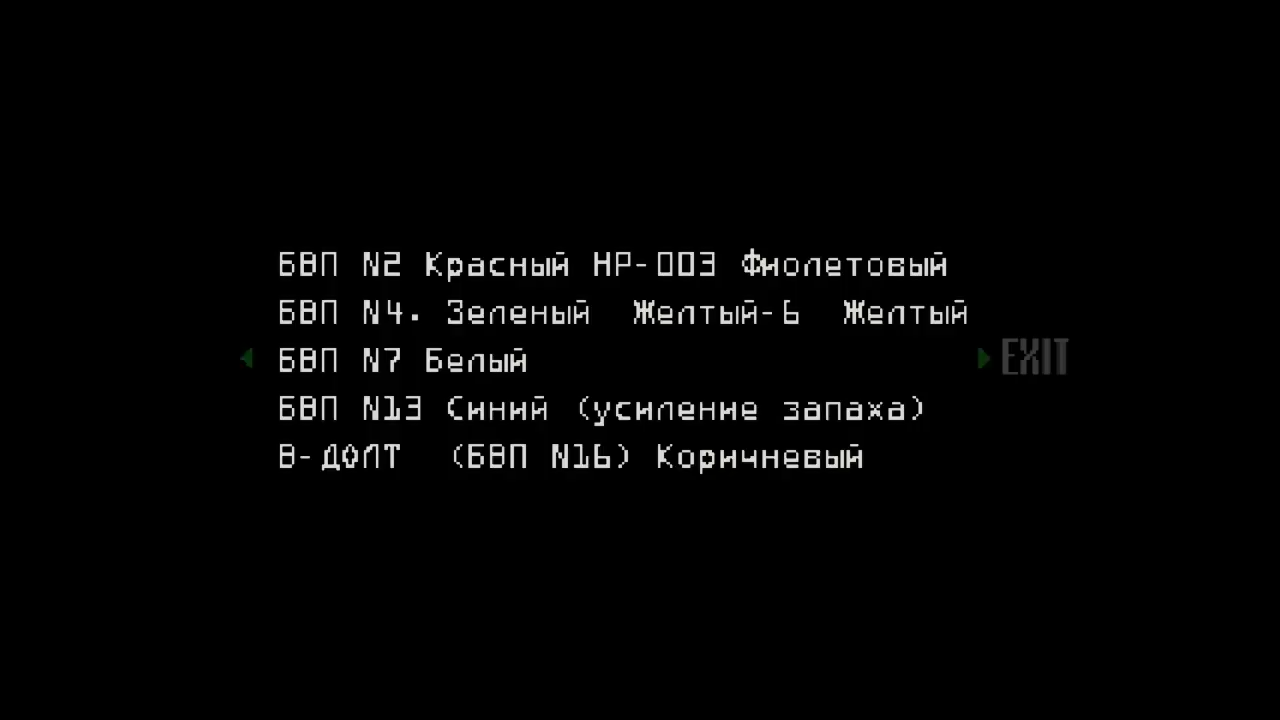 БВП N2 Красный НР-003 Фиолетовый
БВП N4. Зеленый Желтый-6 Желтый
БВП N7 Белый
EXIT
БВП N13 Синий (усиление запаха)
В-ДОЛТ (БВП N16) Коричневый